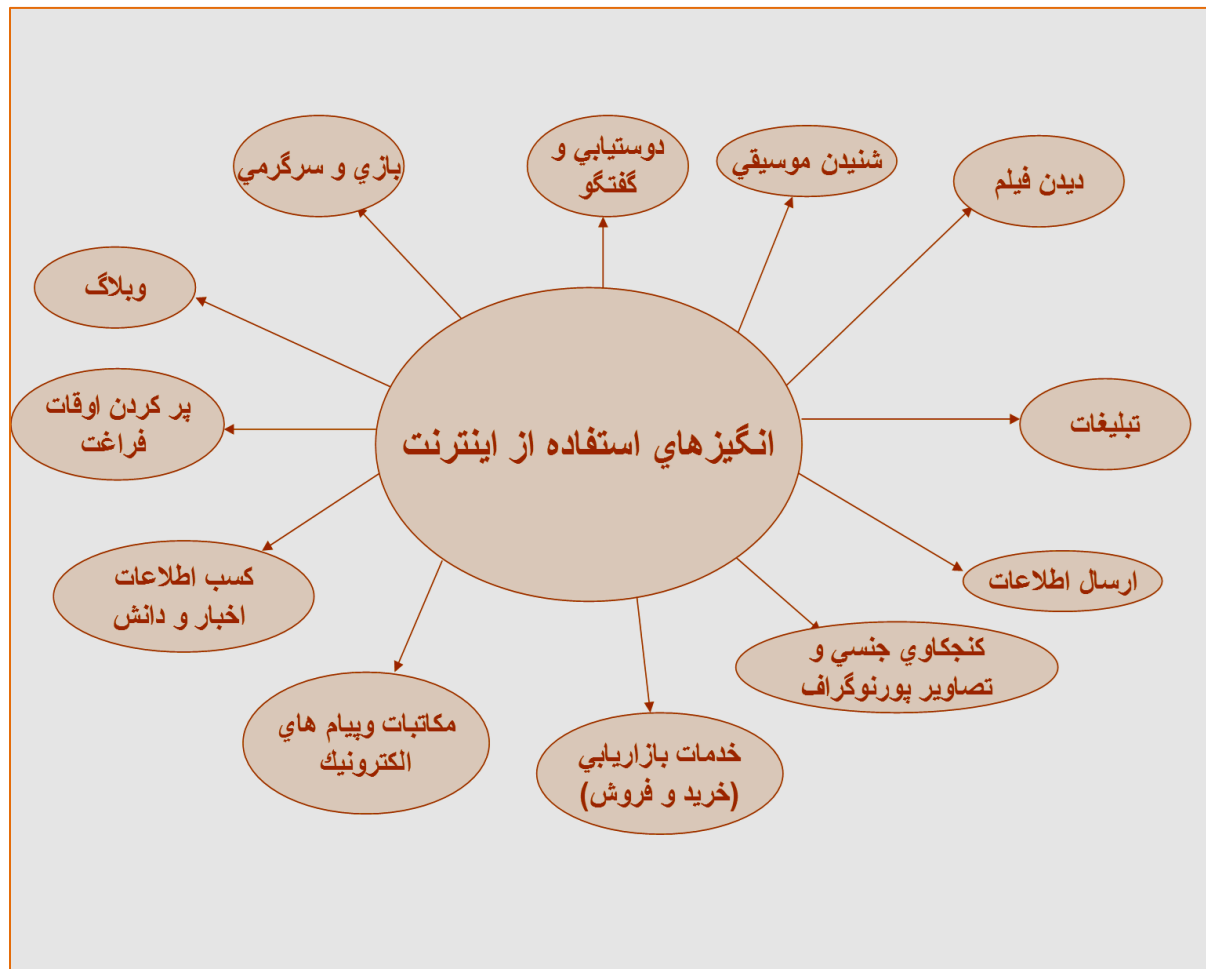 دوستيابي و
گفتگو
شنيدن موسيقي
ديدن فيلم
بازي و سرگرمي
وبلاگ
تبليغات
پر كردن اوقات
فراغت
انگيزهاي استفاده از اينترنت
ارسال اطلاعات
كسب اطلاعات
اخبار و دانش
كنجكاوي جنسي و
تصاوير پورنوگراف
مكاتبات وپيام هاي
الكترونيك
خدمات بازاريابي
(خريد و فروش)